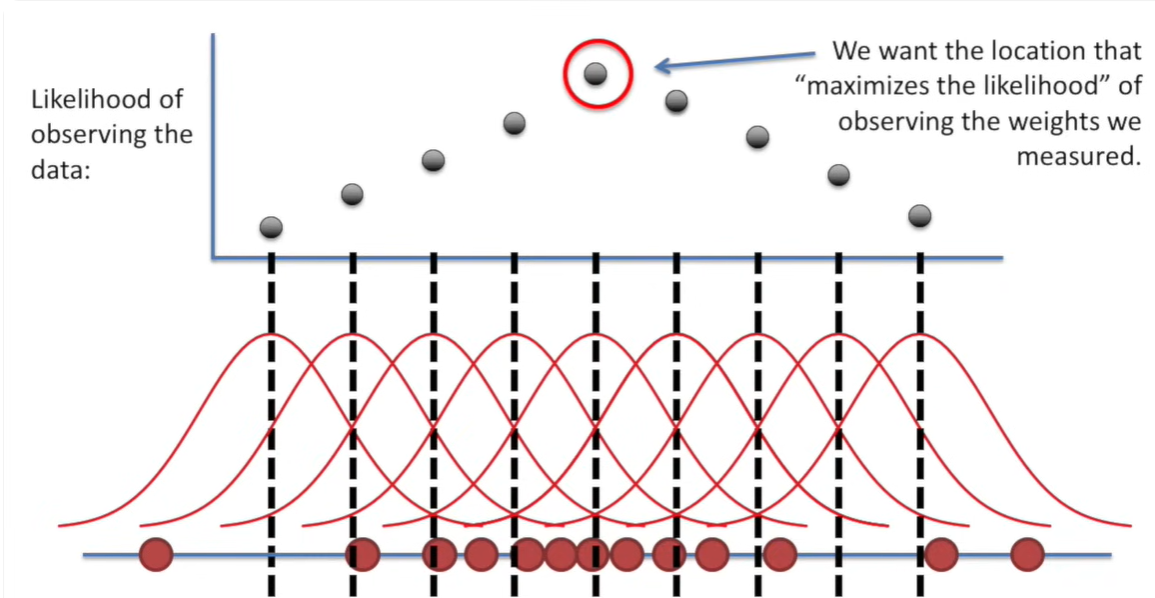 Likelihood of
observing the
data:
We want the location that
“maximizes the likelihood” of
observing the weights we
measured.